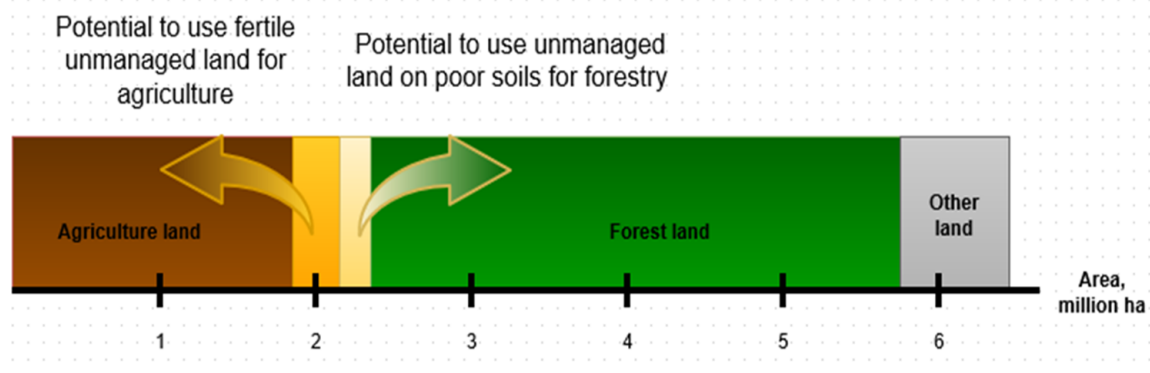 Potential to use fertile
unmanaged land for
agriculture
Potential to use unmanaged
land on poor soils for forestry
Agriculture land
Forest land
Other
land
Area,
million ha
1
2
3
4
5
6